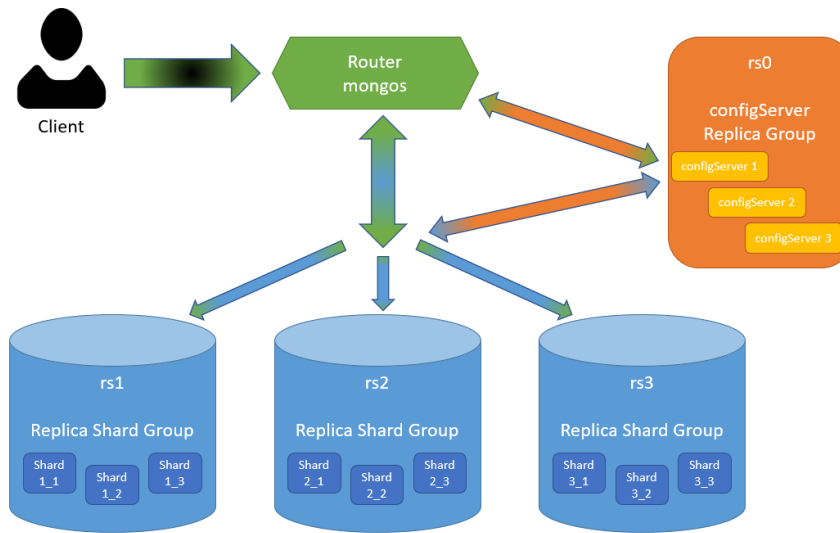 Client
Router
mongos
rs0
configServer
Replica Group
configServer 1
configServer 2
configServer 3
rs1
Replica Shard Group
Shard
1_1
Shard
1_2
Shard
1_3
rs2
Replica Shard Group
Shard
2_1
Shard
2_2
Shard
2_3
rs3
Replica Shard Group
Shard
3_1
Shard
3_2
Shard
3_3